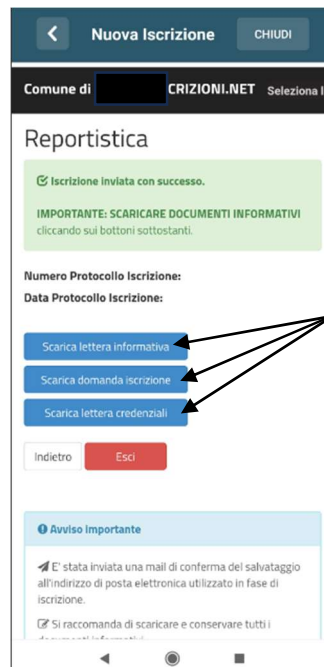 Nuova Iscrizione
CHIUDI
Comune di CRIZIONI.NET Seleziona l
Reportistica
Iscrizione inviata con successo.
IMPORTANTE: SCARICARE DOCUMENTI INFORMATIVI
cliccando sui bottoni sottostanti.
Numero Protocollo Iscrizione:
Data Protocollo Iscrizione:
Scarica lettera informativa
Scarica domanda iscrizione
Scarica lettera credenziali
Indietro
Esci
Avviso Importante
E' stata inviata una mail di conferma del salvataggio
all'indirizzo di posta elettronica utilizzato in fase di
iscrizione.
Si raccomanda di scaricare e conservare tutti i